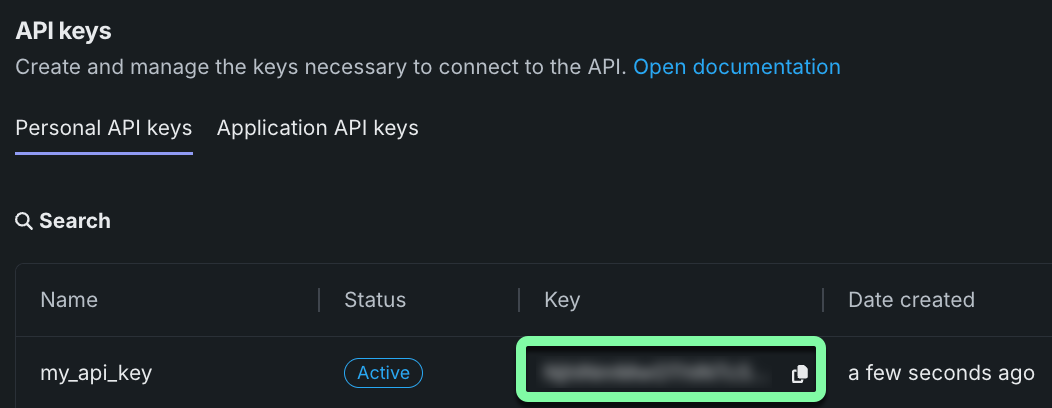 API keys
Create and manage the keys necessary to connect to the API. Open documentation
Personal API keys Application API keys
Search
Name Status Key Date created
my_api_key Active a few seconds ago